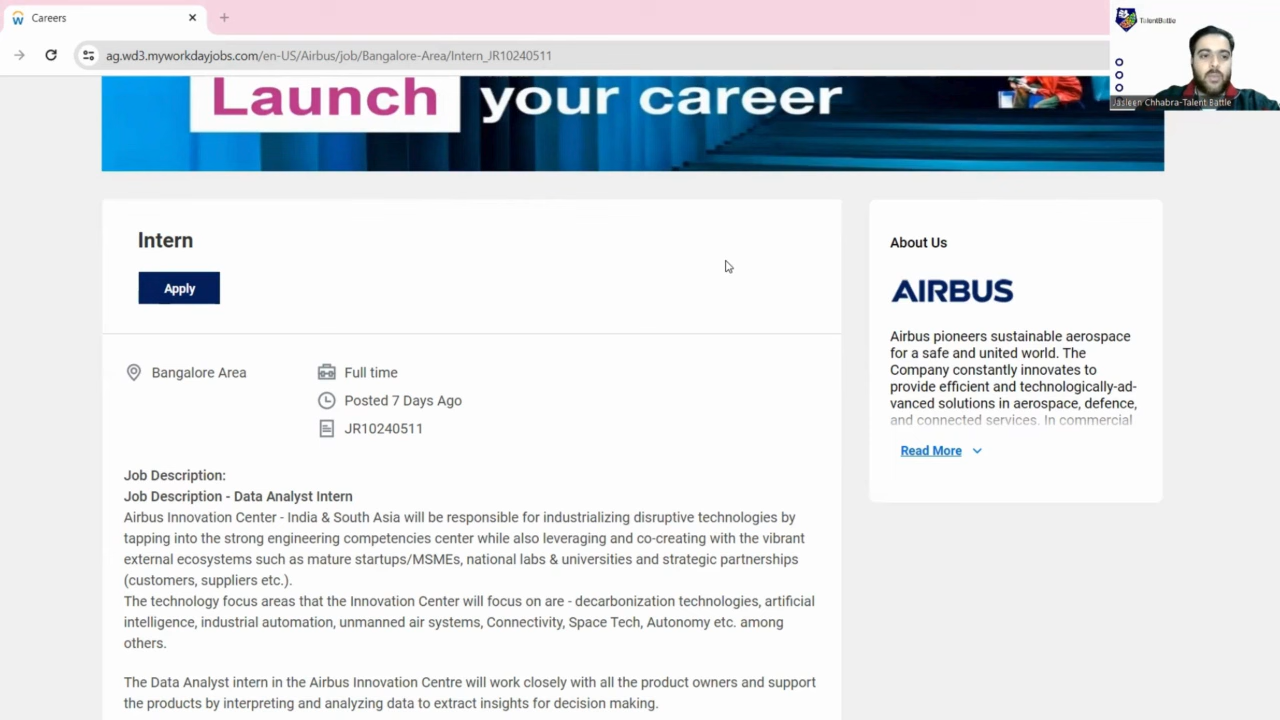 Careers
TalentBattle
ag.wd3.myworkdayjobs.com/en-US/Airbus/job/Bangalore-Area/Intern_JR10240511
Jasleen Chhabra-Talent Battle
Launch your career
Intern
Apply
Bangalore Area
Full time
Posted 7 Days Ago
JR10240511
Job Description:
Job Description - Data Analyst Intern
Airbus Innovation Center - India & South Asia will be responsible for industrializing disruptive technologies by
tapping into the strong engineering competencies center while also leveraging and co-creating with the vibrant
external ecosystems such as mature startups/MSMEs, national labs & universities and strategic partnerships
(customers, suppliers etc.).
The technology focus areas that the Innovation Center will focus on are - decarbonization technologies, artificial
intelligence, industrial automation, unmanned air systems, Connectivity, Space Tech, Autonomy etc. among
others.
The Data Analyst intern in the Airbus Innovation Centre will work closely with all the product owners and support
the products by interpreting and analyzing data to extract insights for decision making.
About Us
AIRBUS
Airbus pioneers sustainable aerospace
for a safe and united world. The
Company constantly innovates to
provide efficient and technologically-ad-
vanced solutions in aerospace, defence,
and connected services. In commercial
Read More